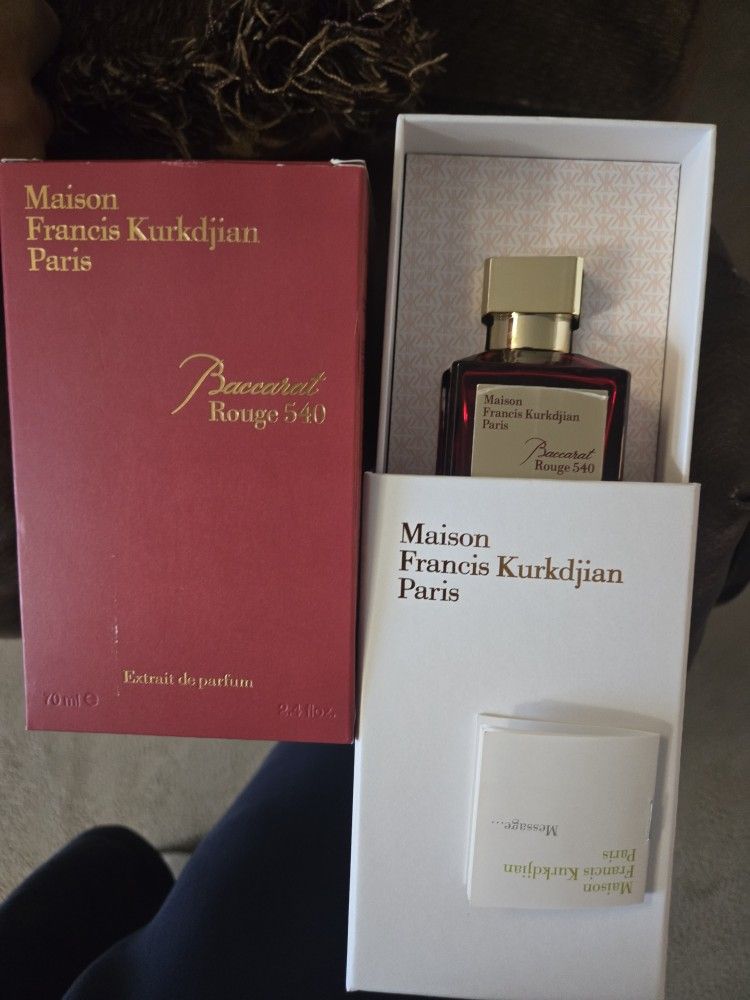 Maison
Francis Kurkdjian
Paris
Baccarat
Rouge 540
Extrait de parfum
70 ml ℮
2.4 fl oz.
Maison
Francis Kurkdjian
Paris
Baccarat
Rouge 540
Maison
Francis Kurkdjian
Paris
Message...
Maison
Francis Kurkdjian
Paris